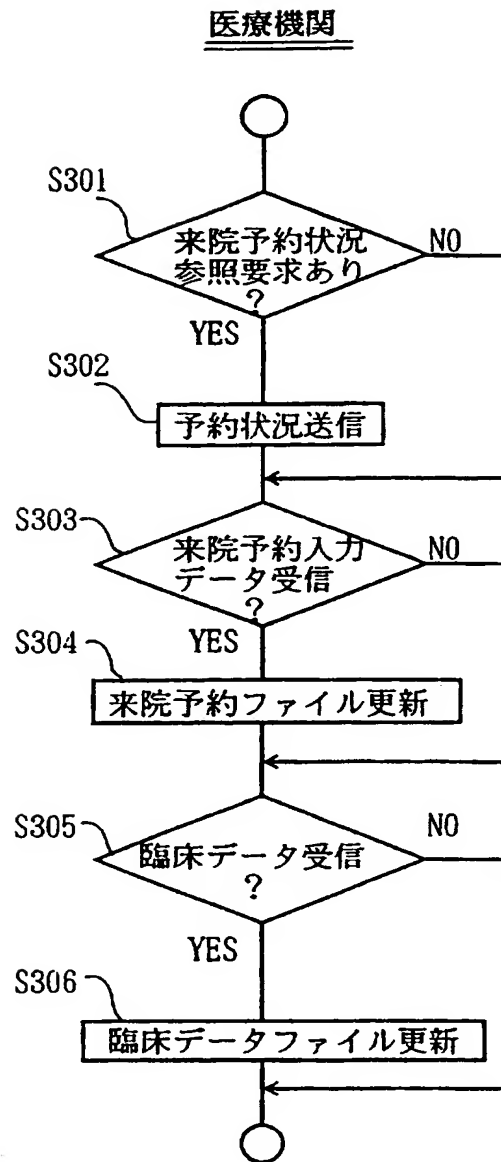 医療機関
S301
来院予約状況
参照要求あり
?
NO
YES
S302
予約状況送信
S303
来院予約入力
データ受信
?
NO
YES
S304
来院予約ファイル更新
S305
臨床データ受信
?
NO
YES
S306
臨床データファイル更新